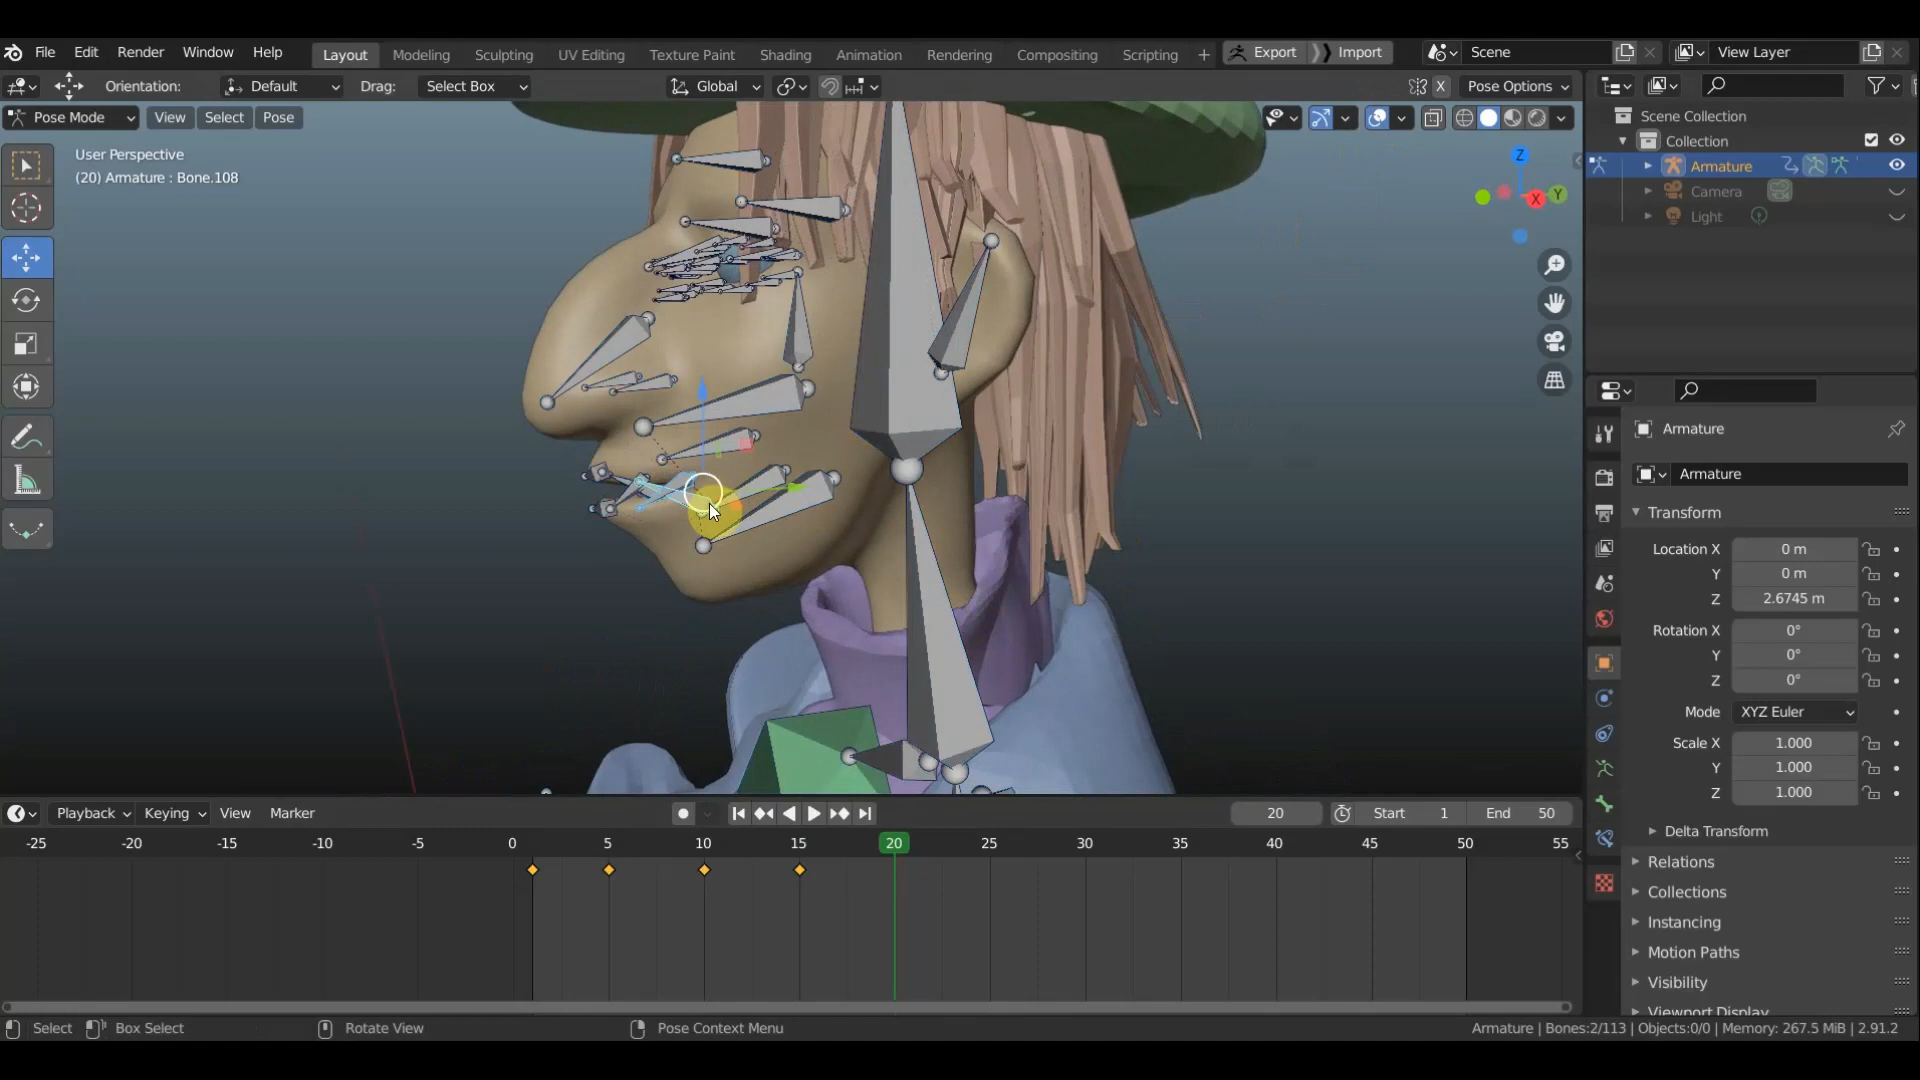 File Edit Render Window Help Layout Modeling Sculpting UV Editing Texture Paint Shading Animation Rendering Compositing Scripting + Export Import Scene View Layer
Orientation: Default Drag: Select Box Global X Pose Options
Pose Mode View Select Pose
Scene Collection
Collection
Armature
Camera
Light
User Perspective
(20) Armature : Bone.108
Z
Y
X
Armature
Armature
Transform
Location X 0 m
Y 0 m
Z 2.6745 m
Rotation X 0°
Y 0°
Z 0°
Mode XYZ Euler
Scale X 1.000
Y 1.000
Z 1.000
Delta Transform
Relations
Collections
Instancing
Motion Paths
Visibility
Viewport Display
Playback Keying View Marker 20 Start 1 End 50
-25 -20 -15 -10 -5 0 5 10 15 20 25 30 35 40 45 50 55
Select Box Select Rotate View Pose Context Menu Armature | Bones:2/113 | Objects:0/0 | Memory: 267.5 MiB | 2.91.2